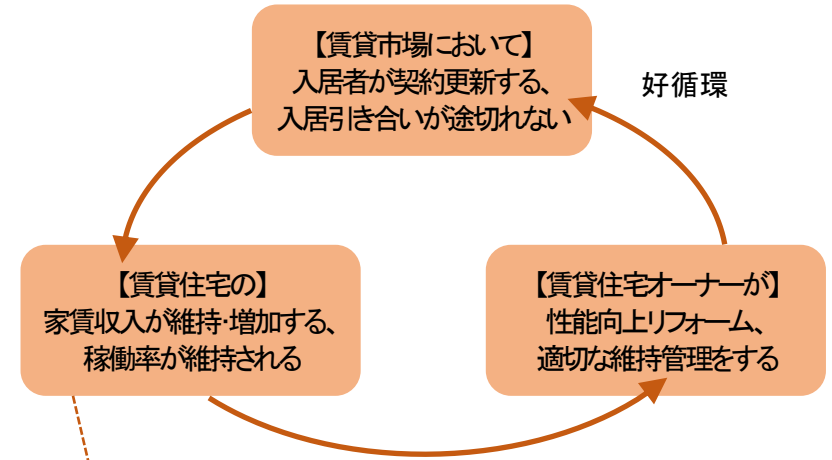 【賃貸市場において】
入居者が契約更新する、
入居引き合いが途切れない
好循環
【賃貸住宅の】
家賃収入が維持・増加する、
稼働率が維持される
【賃貸住宅オーナーが】
性能向上リフォーム、
適切な維持管理をする